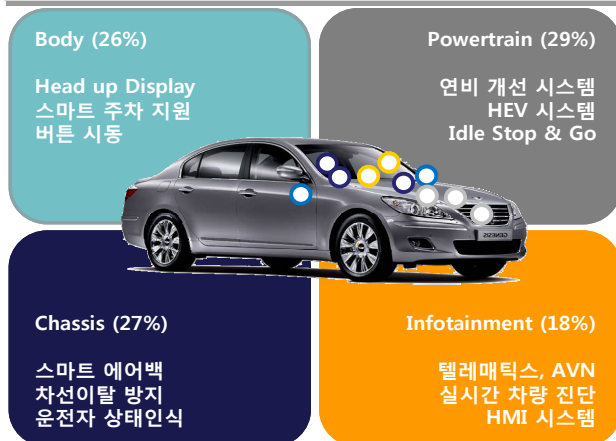 Body (26%)
Head up Display
스마트 주차 지원
버튼 시동
Powertrain (29%)
연비 개선 시스템
HEV 시스템
Idle Stop & Go
GENESIS
Chassis (27%)
스마트 에어백
차선이탈 방지
운전자 상태인식
Infotainment (18%)
텔레매틱스, AVN
실시간 차량 진단
HMI 시스템